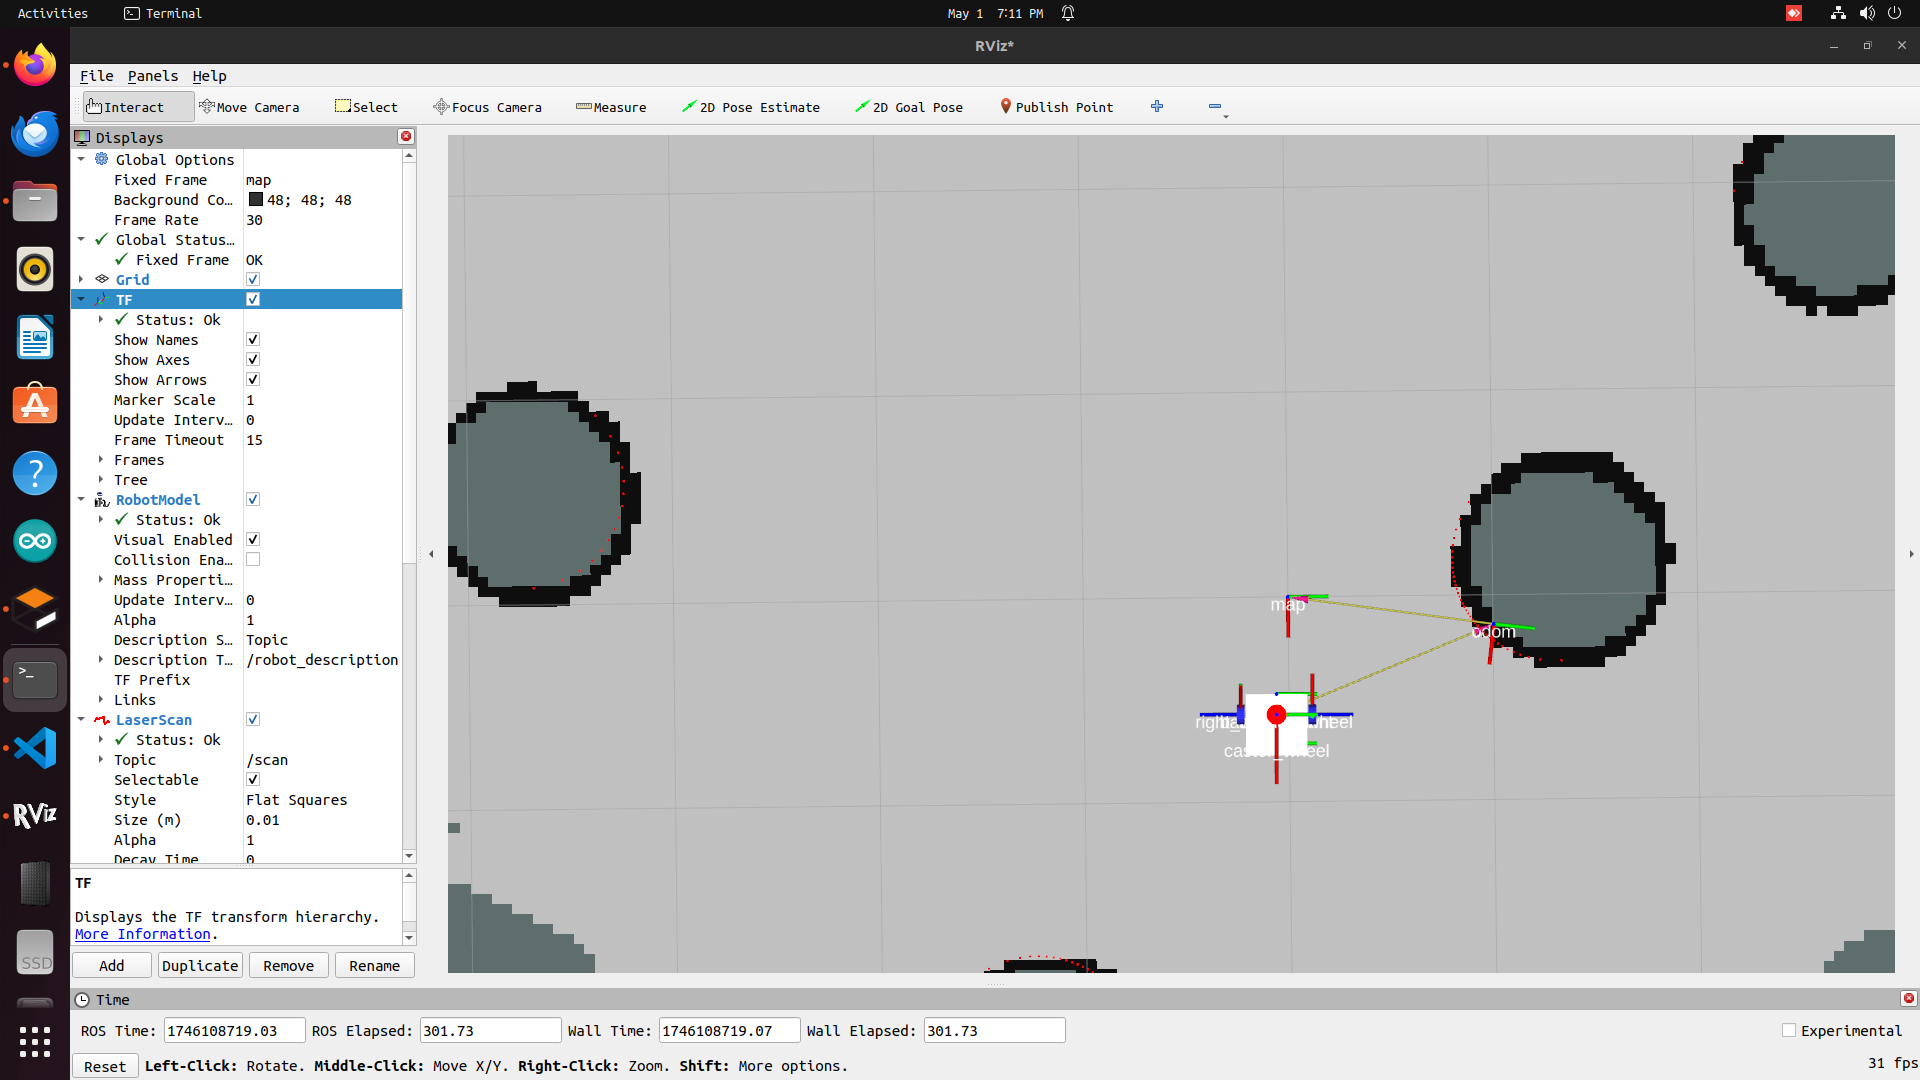 Activities
Terminal
May 1 7:11 PM
RViz*
File Panels Help
Interact
Move Camera
Select
Focus Camera
Measure
2D Pose Estimate
2D Goal Pose
Publish Point
Displays
Global Options
Fixed Frame map
Background Co... 48; 48; 48
Frame Rate 30
Global Status...
Fixed Frame OK
Grid
TF
Status: Ok
Show Names
Show Axes
Show Arrows
Marker Scale 1
Update Interv... 0
Frame Timeout 15
Frames
Tree
RobotModel
Status: Ok
Visual Enabled
Collision Ena...
Mass Properti...
Update Interv... 0
Alpha 1
Description S... Topic
Description T... /robot_description
TF Prefix
Links
LaserScan
Status: Ok
Topic /scan
Selectable
Style Flat Squares
Size (m) 0.01
Alpha 1
Decay Time 0
TF
Displays the TF transform hierarchy.
More Information.
Add Duplicate Remove Rename
map
odom
caster_wheel
Time
ROS Time: 1746108719.03 ROS Elapsed: 301.73 Wall Time: 1746108719.07 Wall Elapsed: 301.73
Experimental
Reset Left-Click: Rotate. Middle-Click: Move X/Y. Right-Click: Zoom. Shift: More options.
31 fps
RViz
SSD